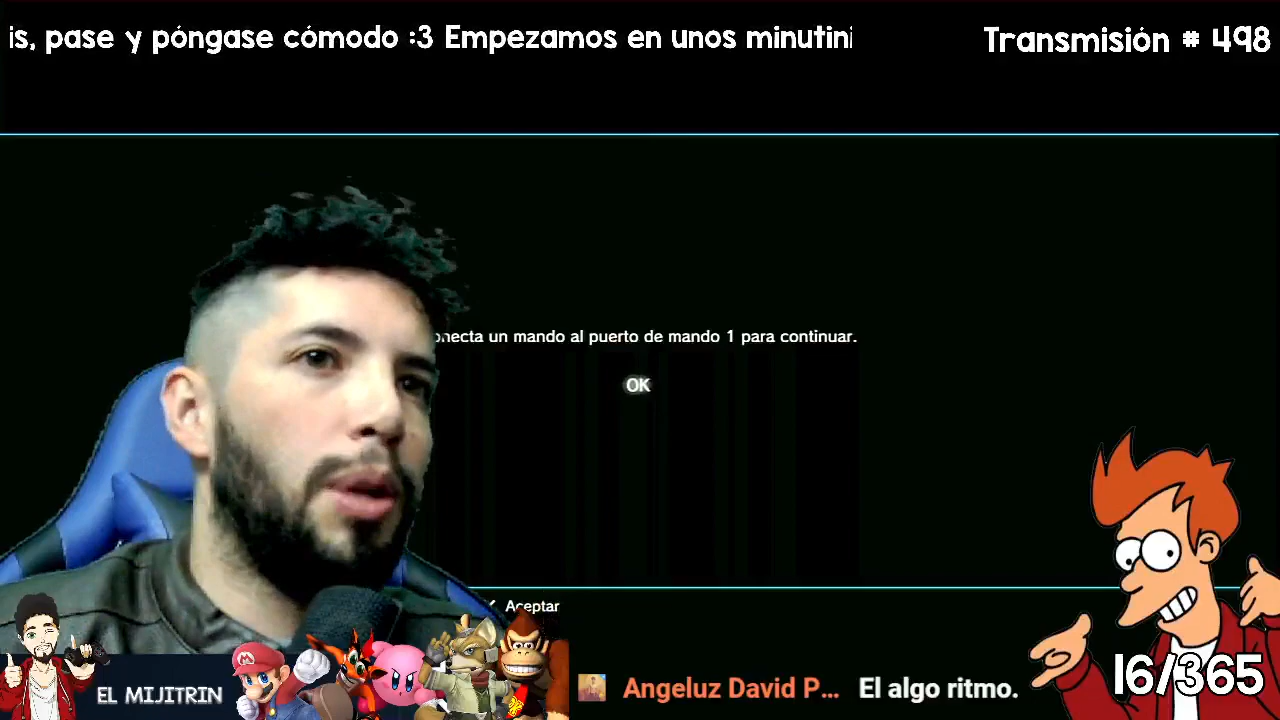 is, pase y póngase cómodo :3 Empezamos en unos minutini
Transmisión # 498
onecta un mando al puerto de mando 1 para continuar.
OK
Aceptar
EL MIJITRIN
Angeluz David P... El algo ritmo.
16/365